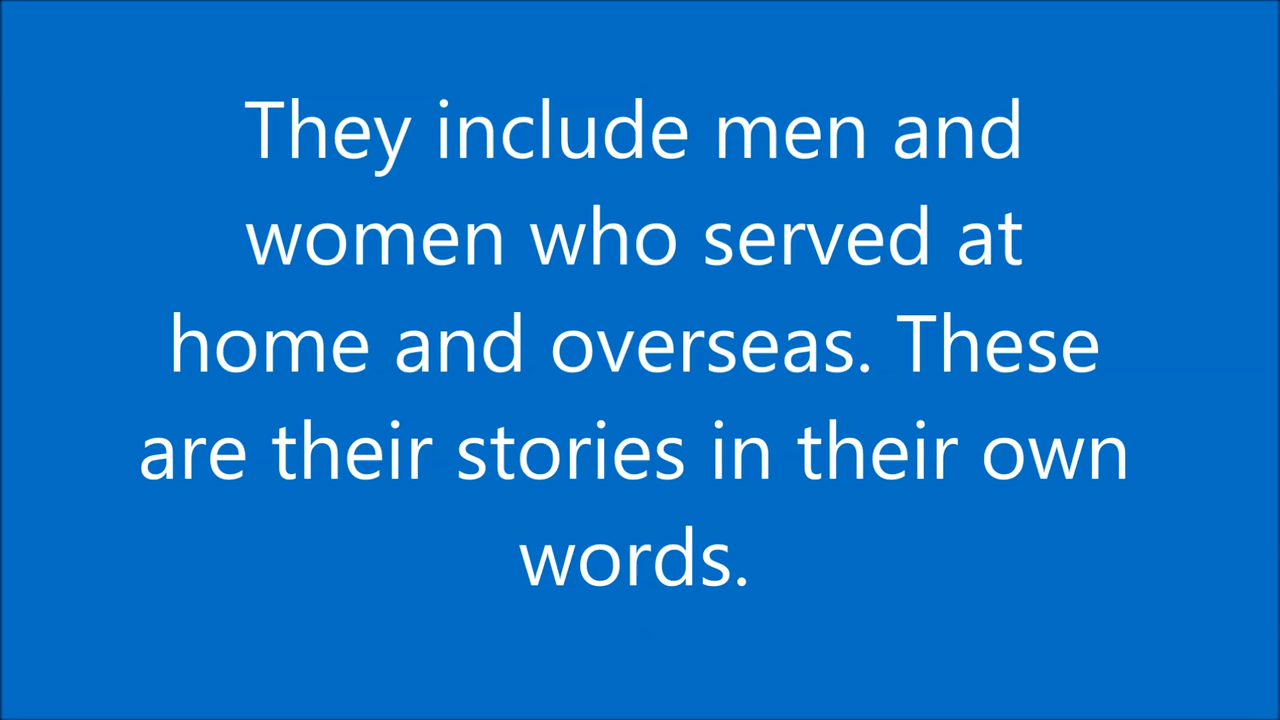 They include men and
women who served at
home and overseas. These
are their stories in their own
words.